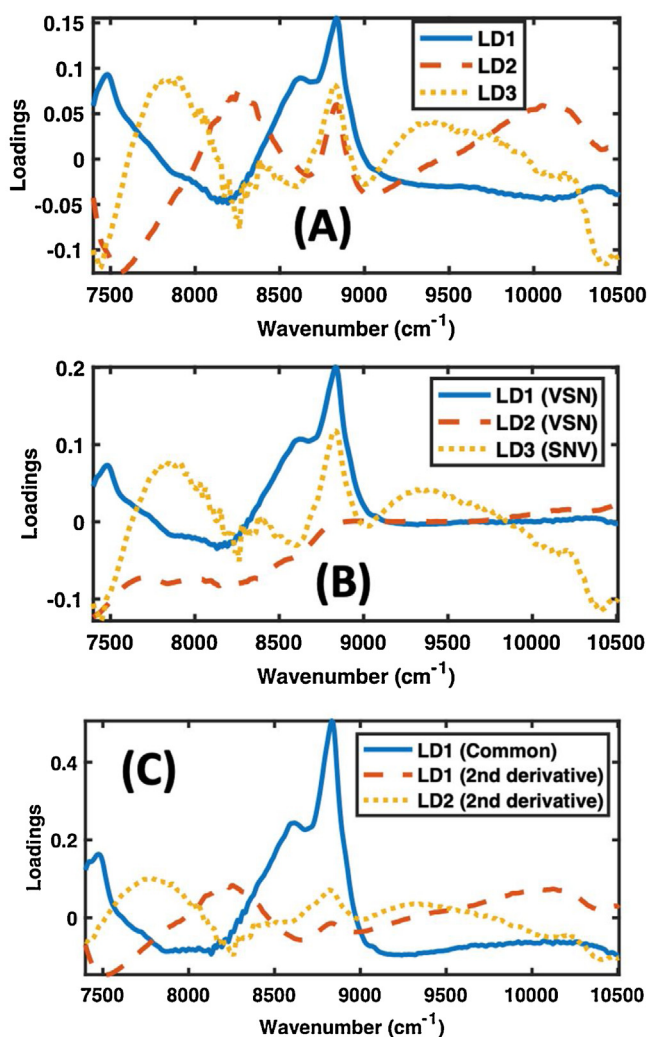 0.15
0.1
0.05
0
-0.05
-0.1
Loadings
LD1
LD2
LD3
(A)
7500 8000 8500 9000 9500 10000 10500
Wavenumber (cm-1)
0.2
0.1
0
-0.1
Loadings
LD1 (VSN)
LD2 (VSN)
LD3 (SNV)
(B)
7500 8000 8500 9000 9500 10000 10500
Wavenumber (cm-1)
0.4
0.2
0
Loadings
(C)
LD1 (Common)
LD1 (2nd derivative)
LD2 (2nd derivative)
7500 8000 8500 9000 9500 10000 10500
Wavenumber (cm-1)